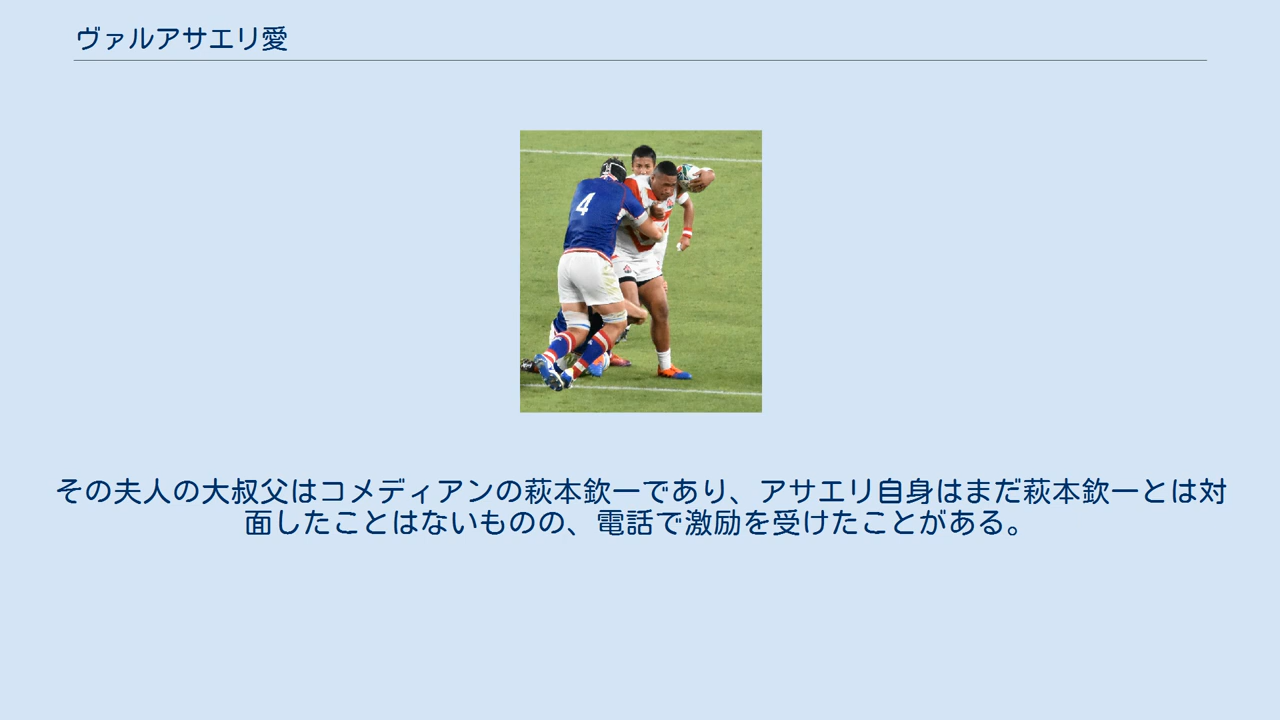 ヴァルアサエリ愛
4
その夫人の大叔父はコメディアンの萩本欽一であり、アサエリ自身はまだ萩本欽一とは対
面したことはないものの、電話で激励を受けたことがある。